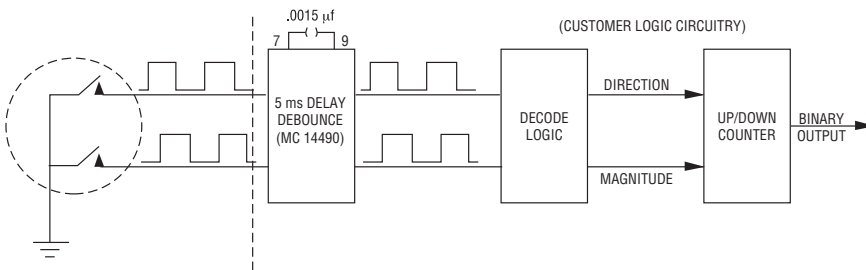 .0015 µf
7 9
(CUSTOMER LOGIC CIRCUITRY)
5 ms DELAY
DEBOUNCE
(MC 14490)
DECODE
LOGIC
DIRECTION
MAGNITUDE
UP/DOWN
COUNTER
BINARY
OUTPUT